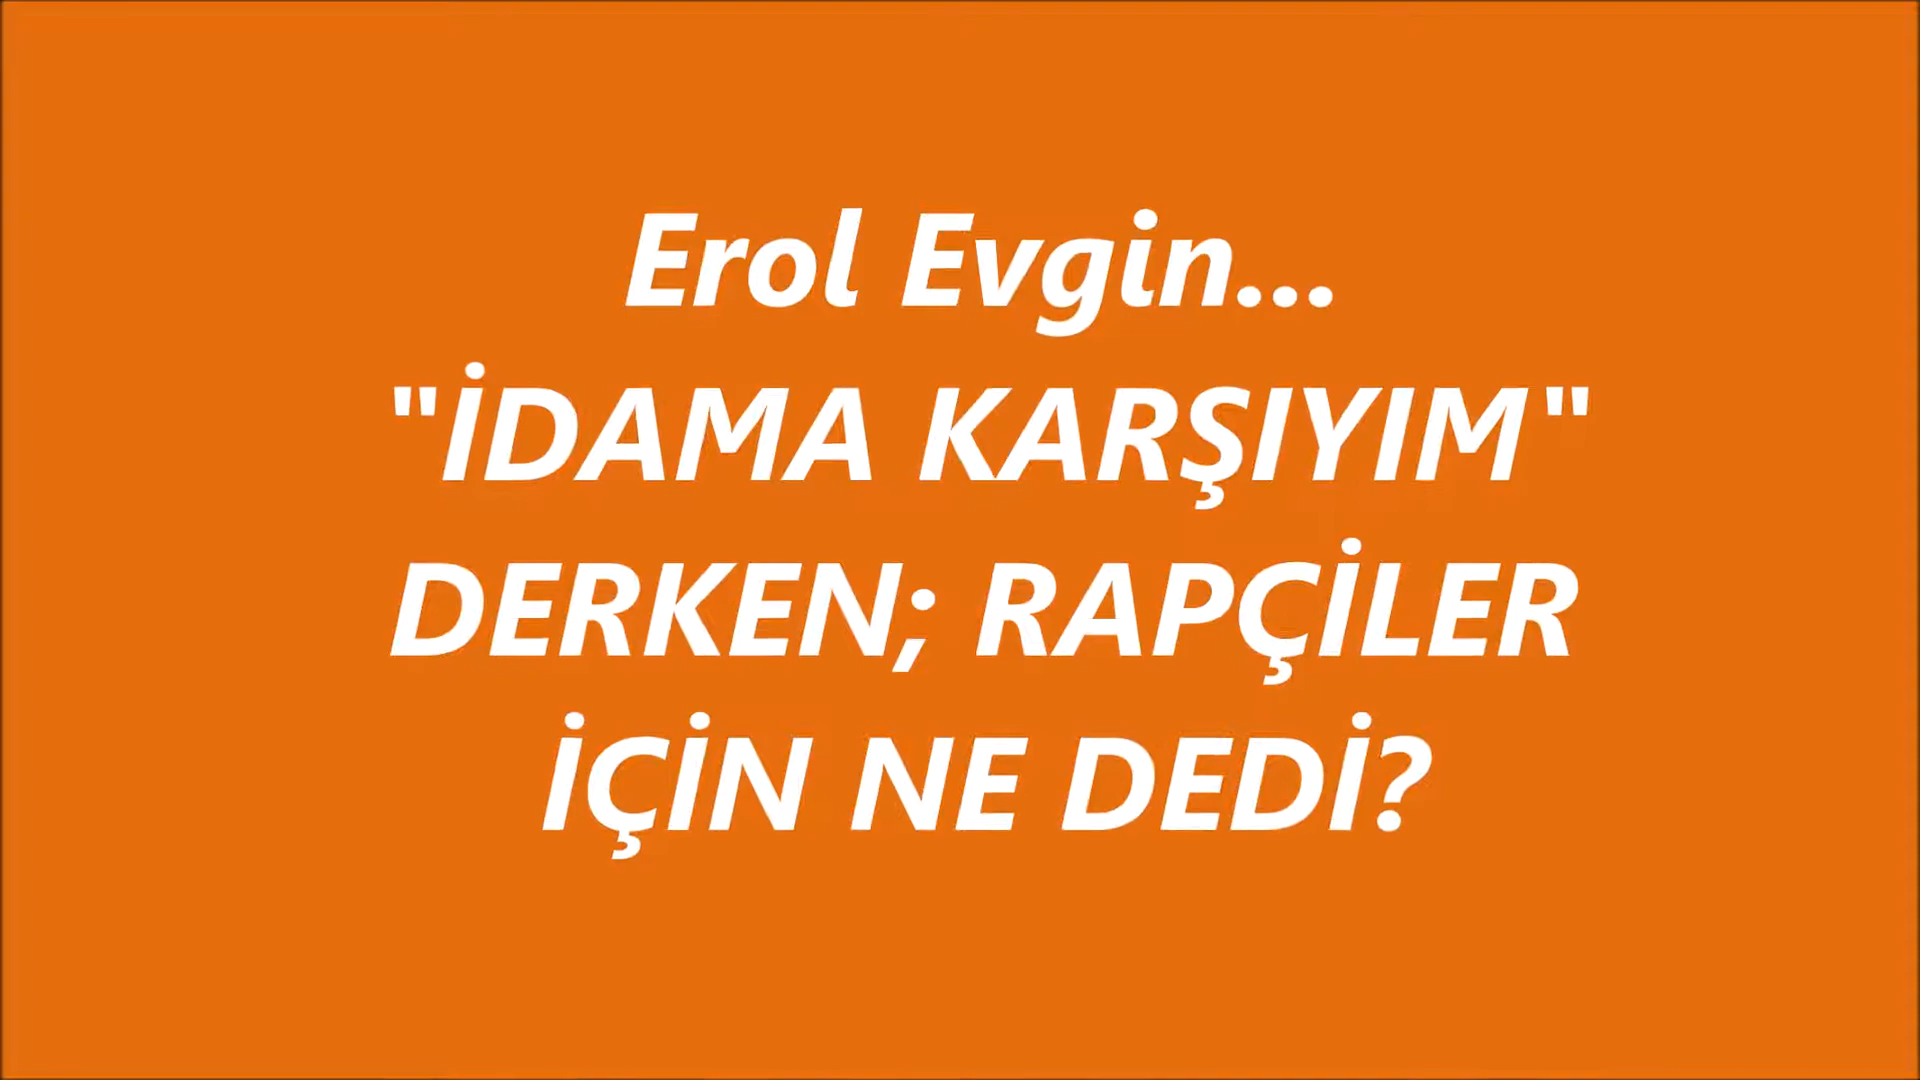 Erol Evgin...
"İDAMA KARŞIYIM"
DERKEN; RAPÇİLER
İÇİN NE DEDİ?